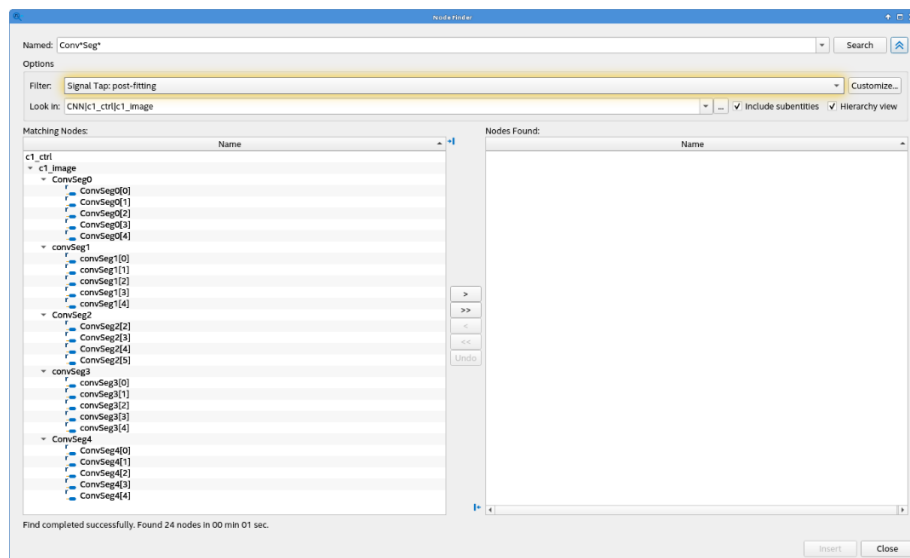 Node Finder
Named: Conv*Seg* Search
Options
Filter: Signal Tap: post-fitting Customize...
Look in: CNN|c1_ctrl|c1_image ... Include subentities Hierarchy view
Matching Nodes: Nodes Found:
Name Name
c1_ctrl
c1_image
ConvSeg0
ConvSeg0[0]
ConvSeg0[1]
ConvSeg0[2]
ConvSeg0[3]
ConvSeg0[4]
convSeg1
convSeg1[0]
convSeg1[1]
convSeg1[2]
convSeg1[3]
convSeg1[4]
ConvSeg2
ConvSeg2[2]
ConvSeg2[3]
ConvSeg2[4]
ConvSeg2[5]
convSeg3
convSeg3[0]
convSeg3[1]
convSeg3[2]
convSeg3[3]
convSeg3[4]
ConvSeg4
ConvSeg4[0]
ConvSeg4[1]
ConvSeg4[2]
ConvSeg4[3]
ConvSeg4[4]
>
>>
<
<<
Undo
Find completed successfully. Found 24 nodes in 00 min 01 sec.
Insert Close